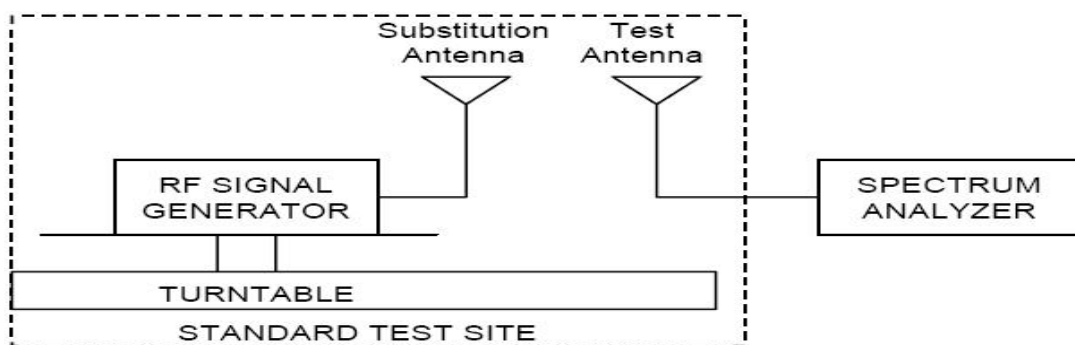 Substitution
Antenna
Test
Antenna
RF SIGNAL
GENERATOR
SPECTRUM
ANALYZER
TURNTABLE
STANDARD TEST SITE